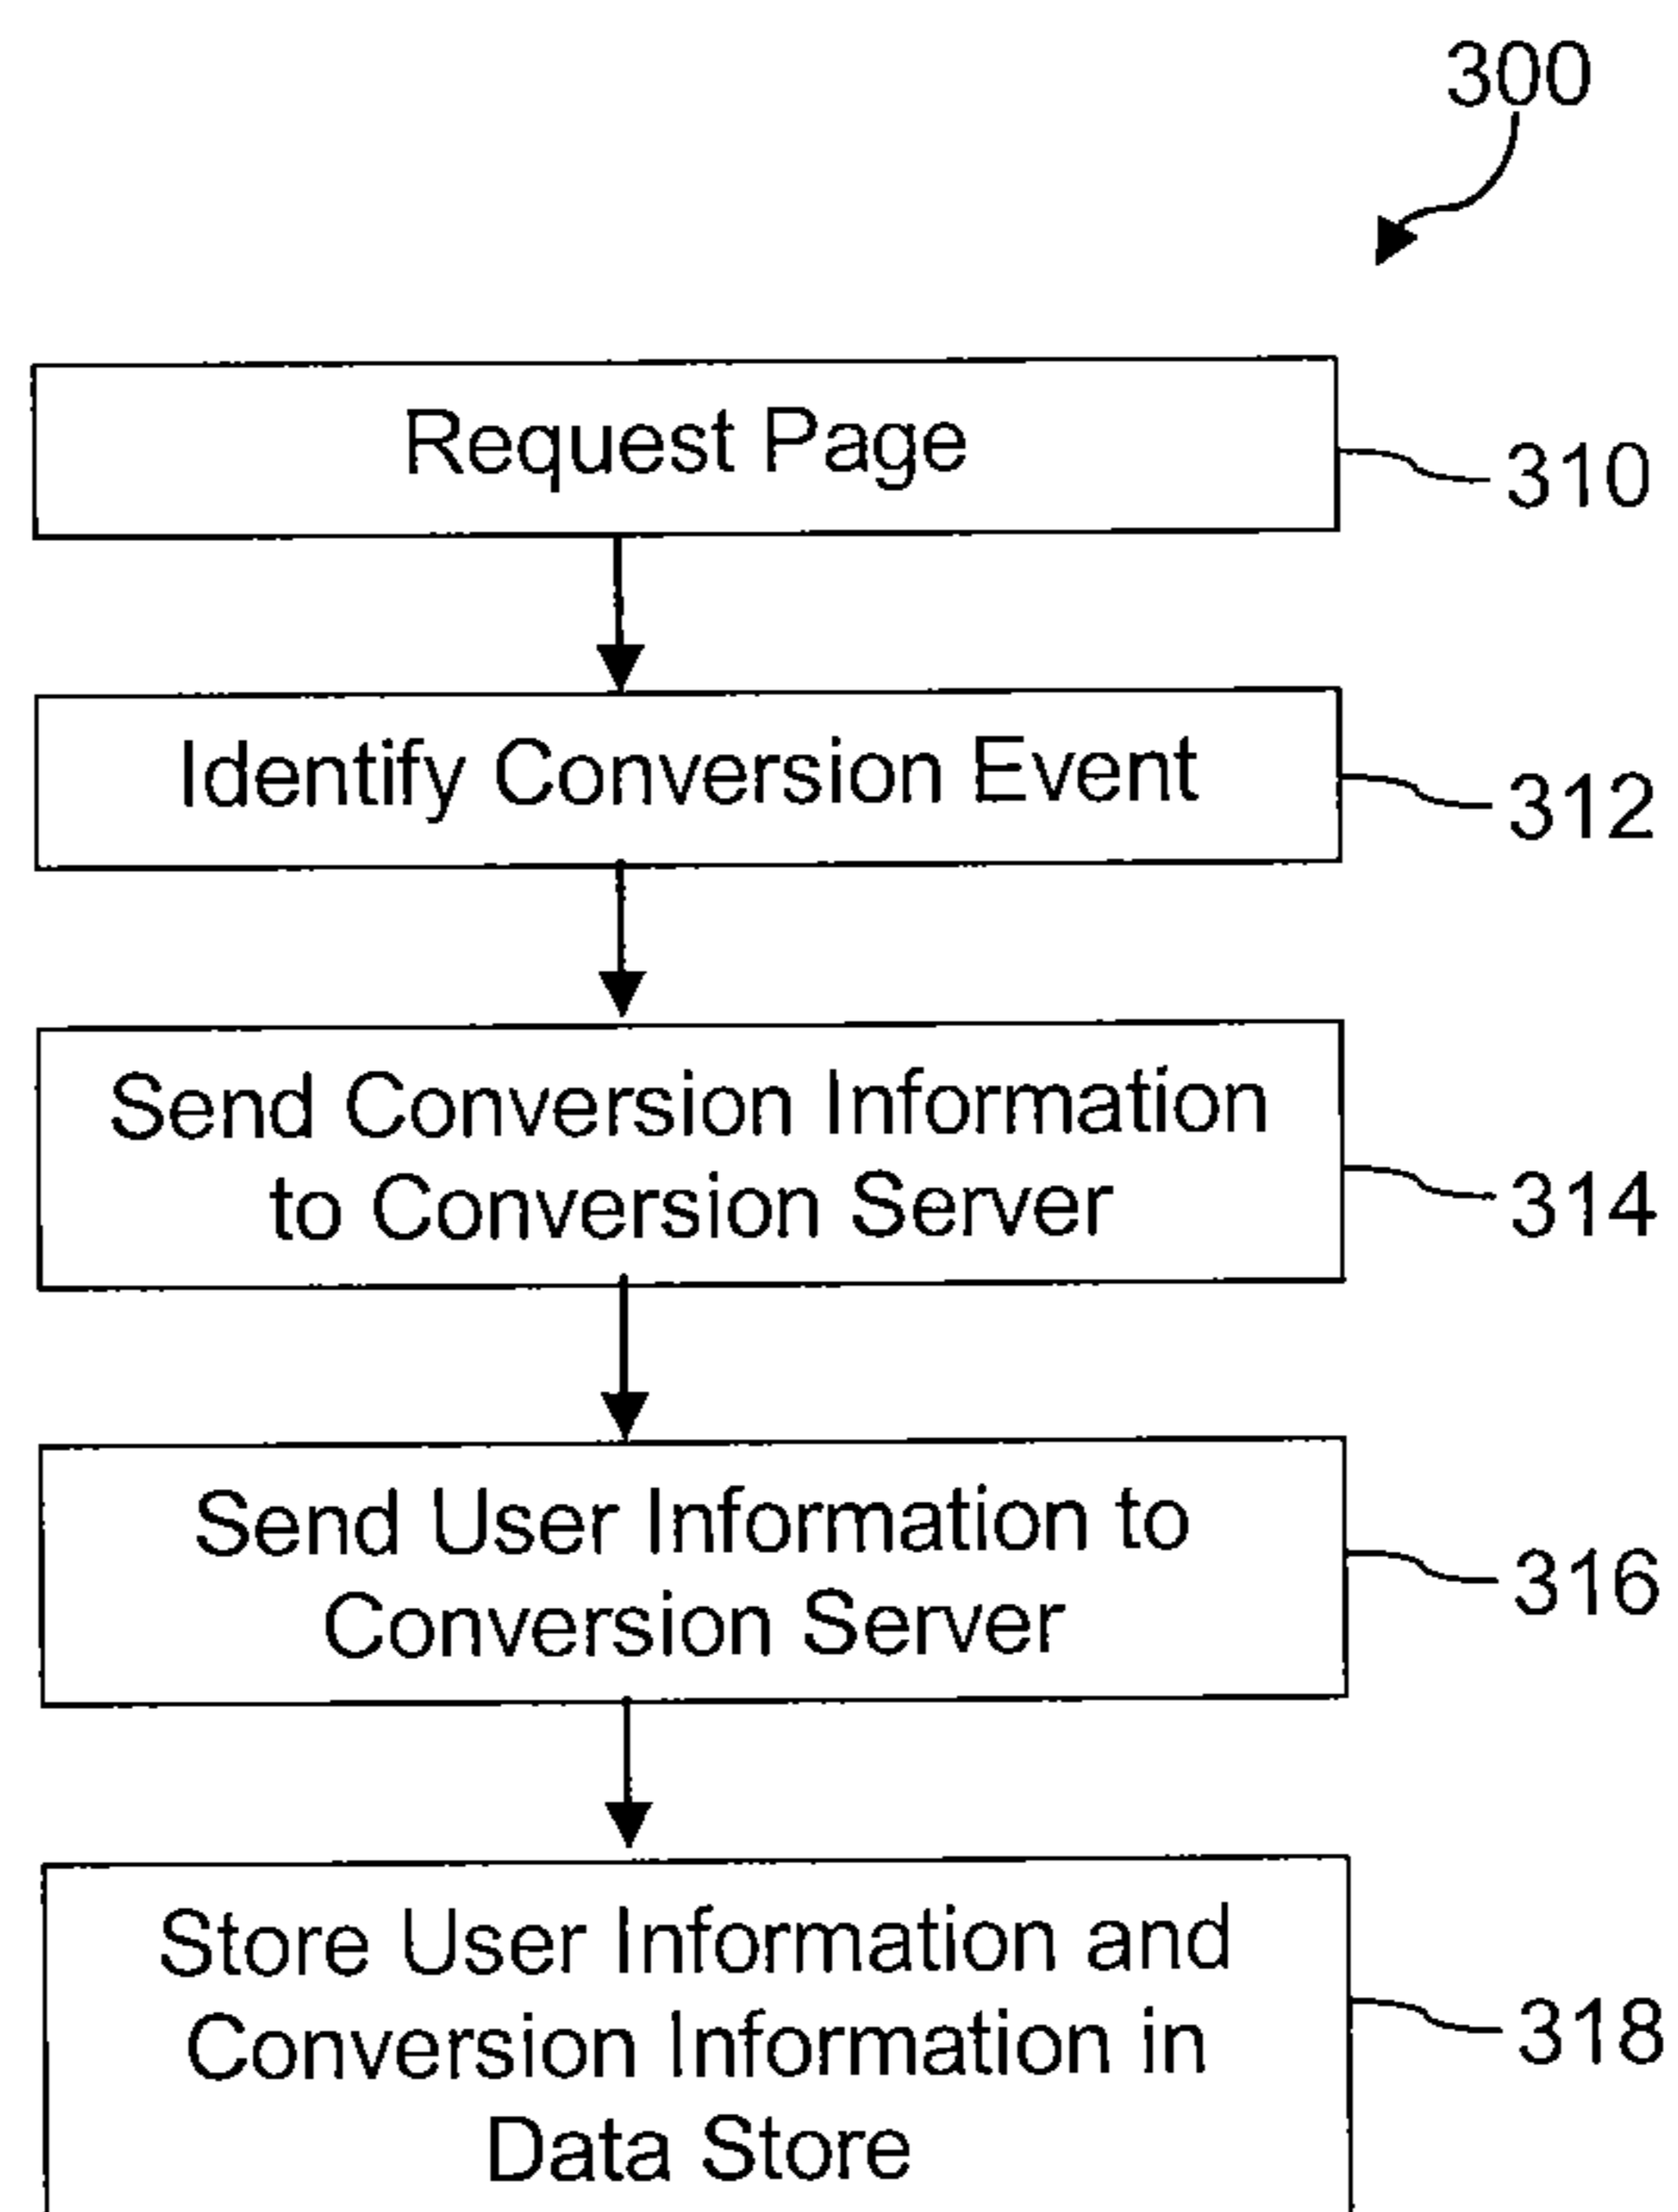 300
Request Page
310
Identify Conversion Event
312
Send Conversion Information
to Conversion Server
314
Send User Information to
Conversion Server
316
Store User Information and
Conversion Information in
Data Store
318